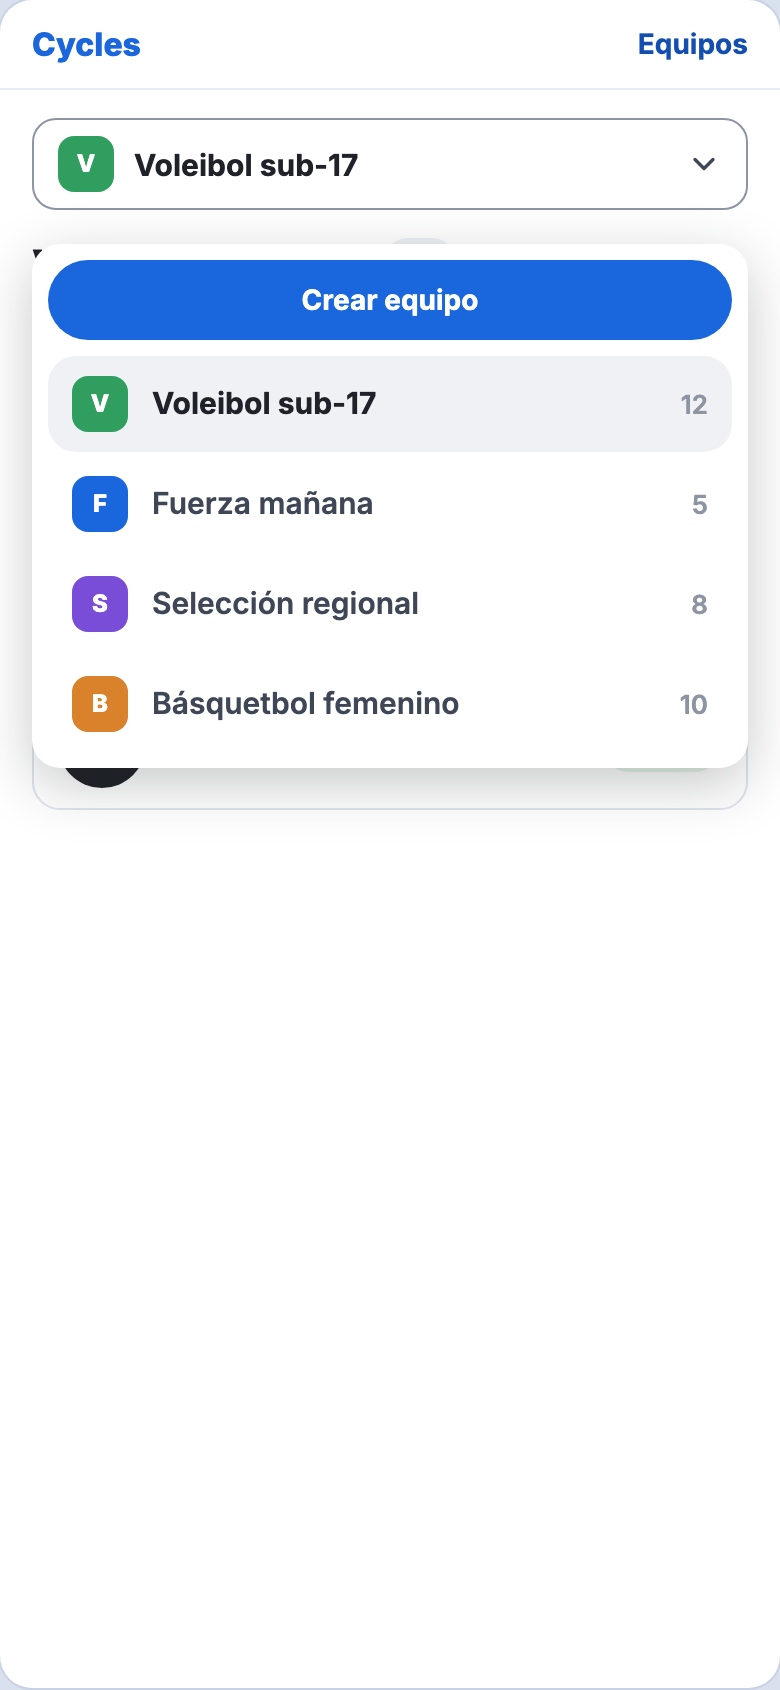 Cycles
Equipos
V
Voleibol sub-17
Crear equipo
V
Voleibol sub-17
12
F
Fuerza mañana
5
S
Selección regional
8
B
Básquetbol femenino
10